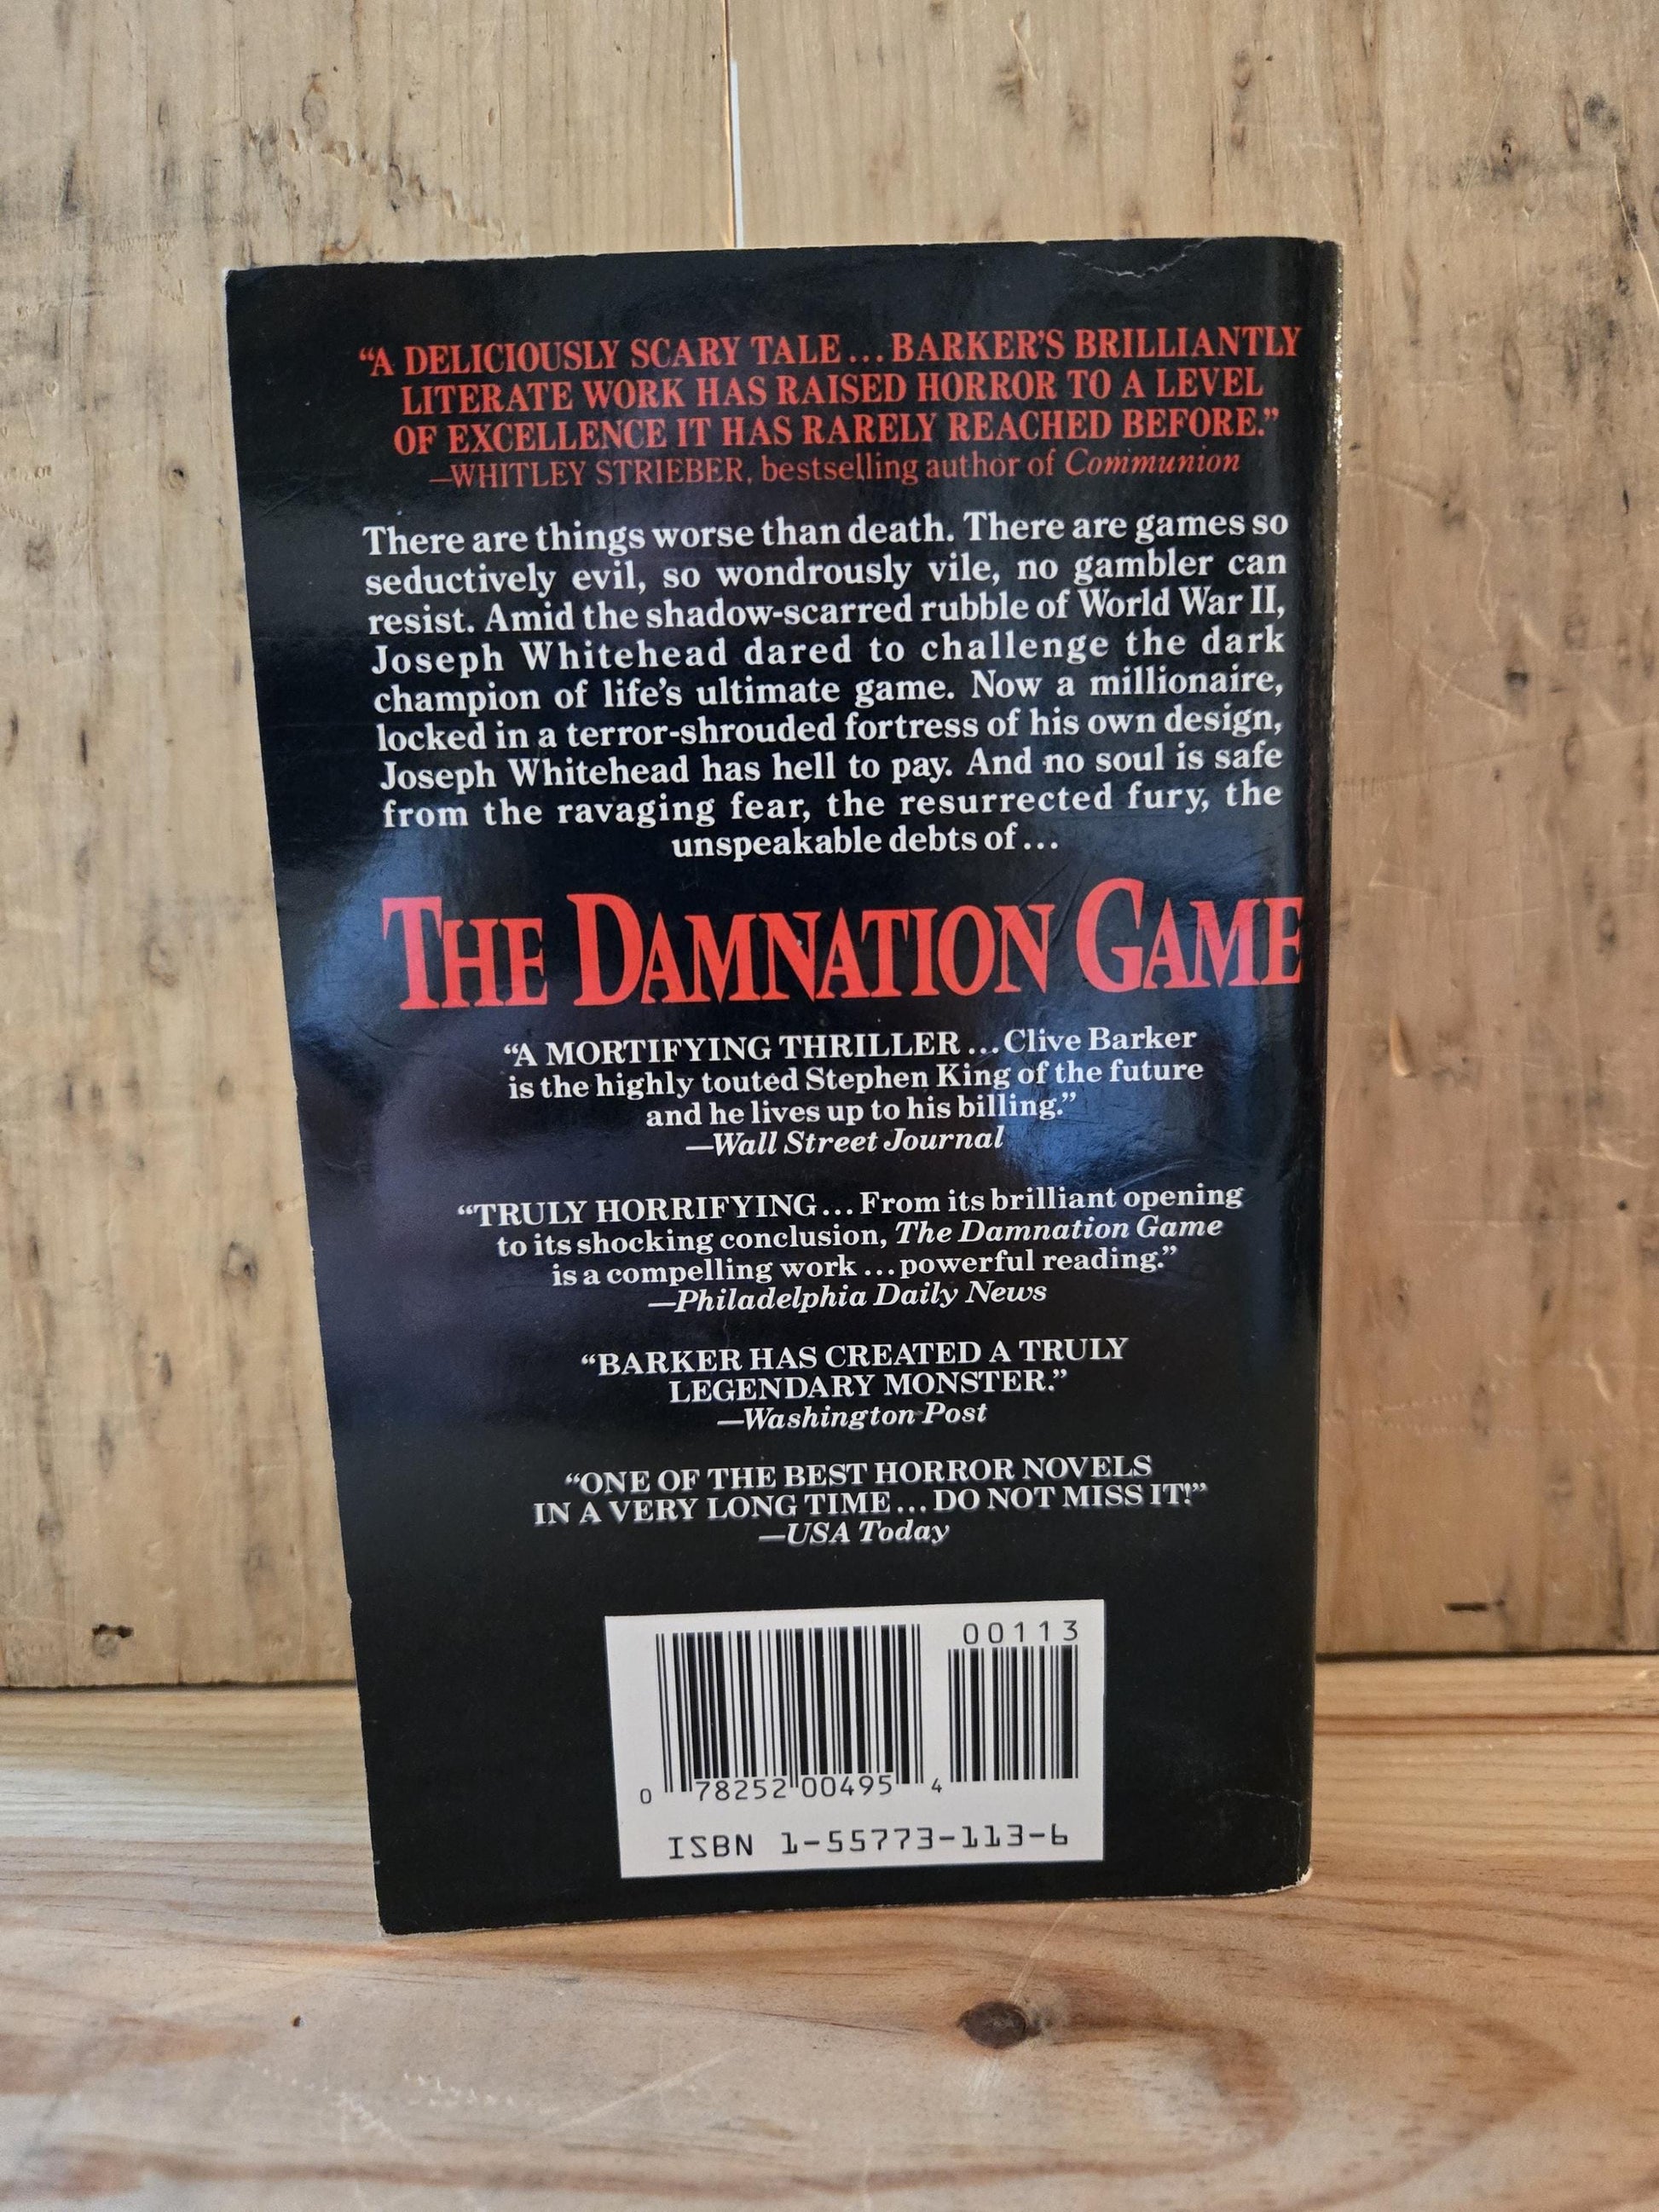 “A DELICIOUSLY SCARY TALE...BARKER’S BRILLIANTLY
LITERATE WORK HAS RAISED HORROR TO A LEVEL
OF EXCELLENCE IT HAS RARELY REACHED BEFORE.”
—WHITLEY STRIEBER, bestselling author of Communion
There are things worse than death. There are games so
seductively evil, so wondrously vile, no gambler can
resist. Amid the shadow-scarred rubble of World War II,
Joseph Whitehead dared to challenge the dark
champion of life’s ultimate game. Now a millionaire,
locked in a terror-shrouded fortress of his own design,
Joseph Whitehead has hell to pay. And no soul is safe
from the ravaging fear, the resurrected fury, the
unspeakable debts of...
THE DAMNATION GAME
“A MORTIFYING THRILLER...Clive Barker
is the highly touted Stephen King of the future
and he lives up to his billing.”
—Wall Street Journal
“TRULY HORRIFYING...From its brilliant opening
to its shocking conclusion, The Damnation Game
is a compelling work...powerful reading.”
—Philadelphia Daily News
“BARKER HAS CREATED A TRULY
LEGENDARY MONSTER.”
—Washington Post
“ONE OF THE BEST HORROR NOVELS
IN A VERY LONG TIME...DO NOT MISS IT!”
—USA Today
00113
0 78252 00495 4
ISBN 1-55773-113-6